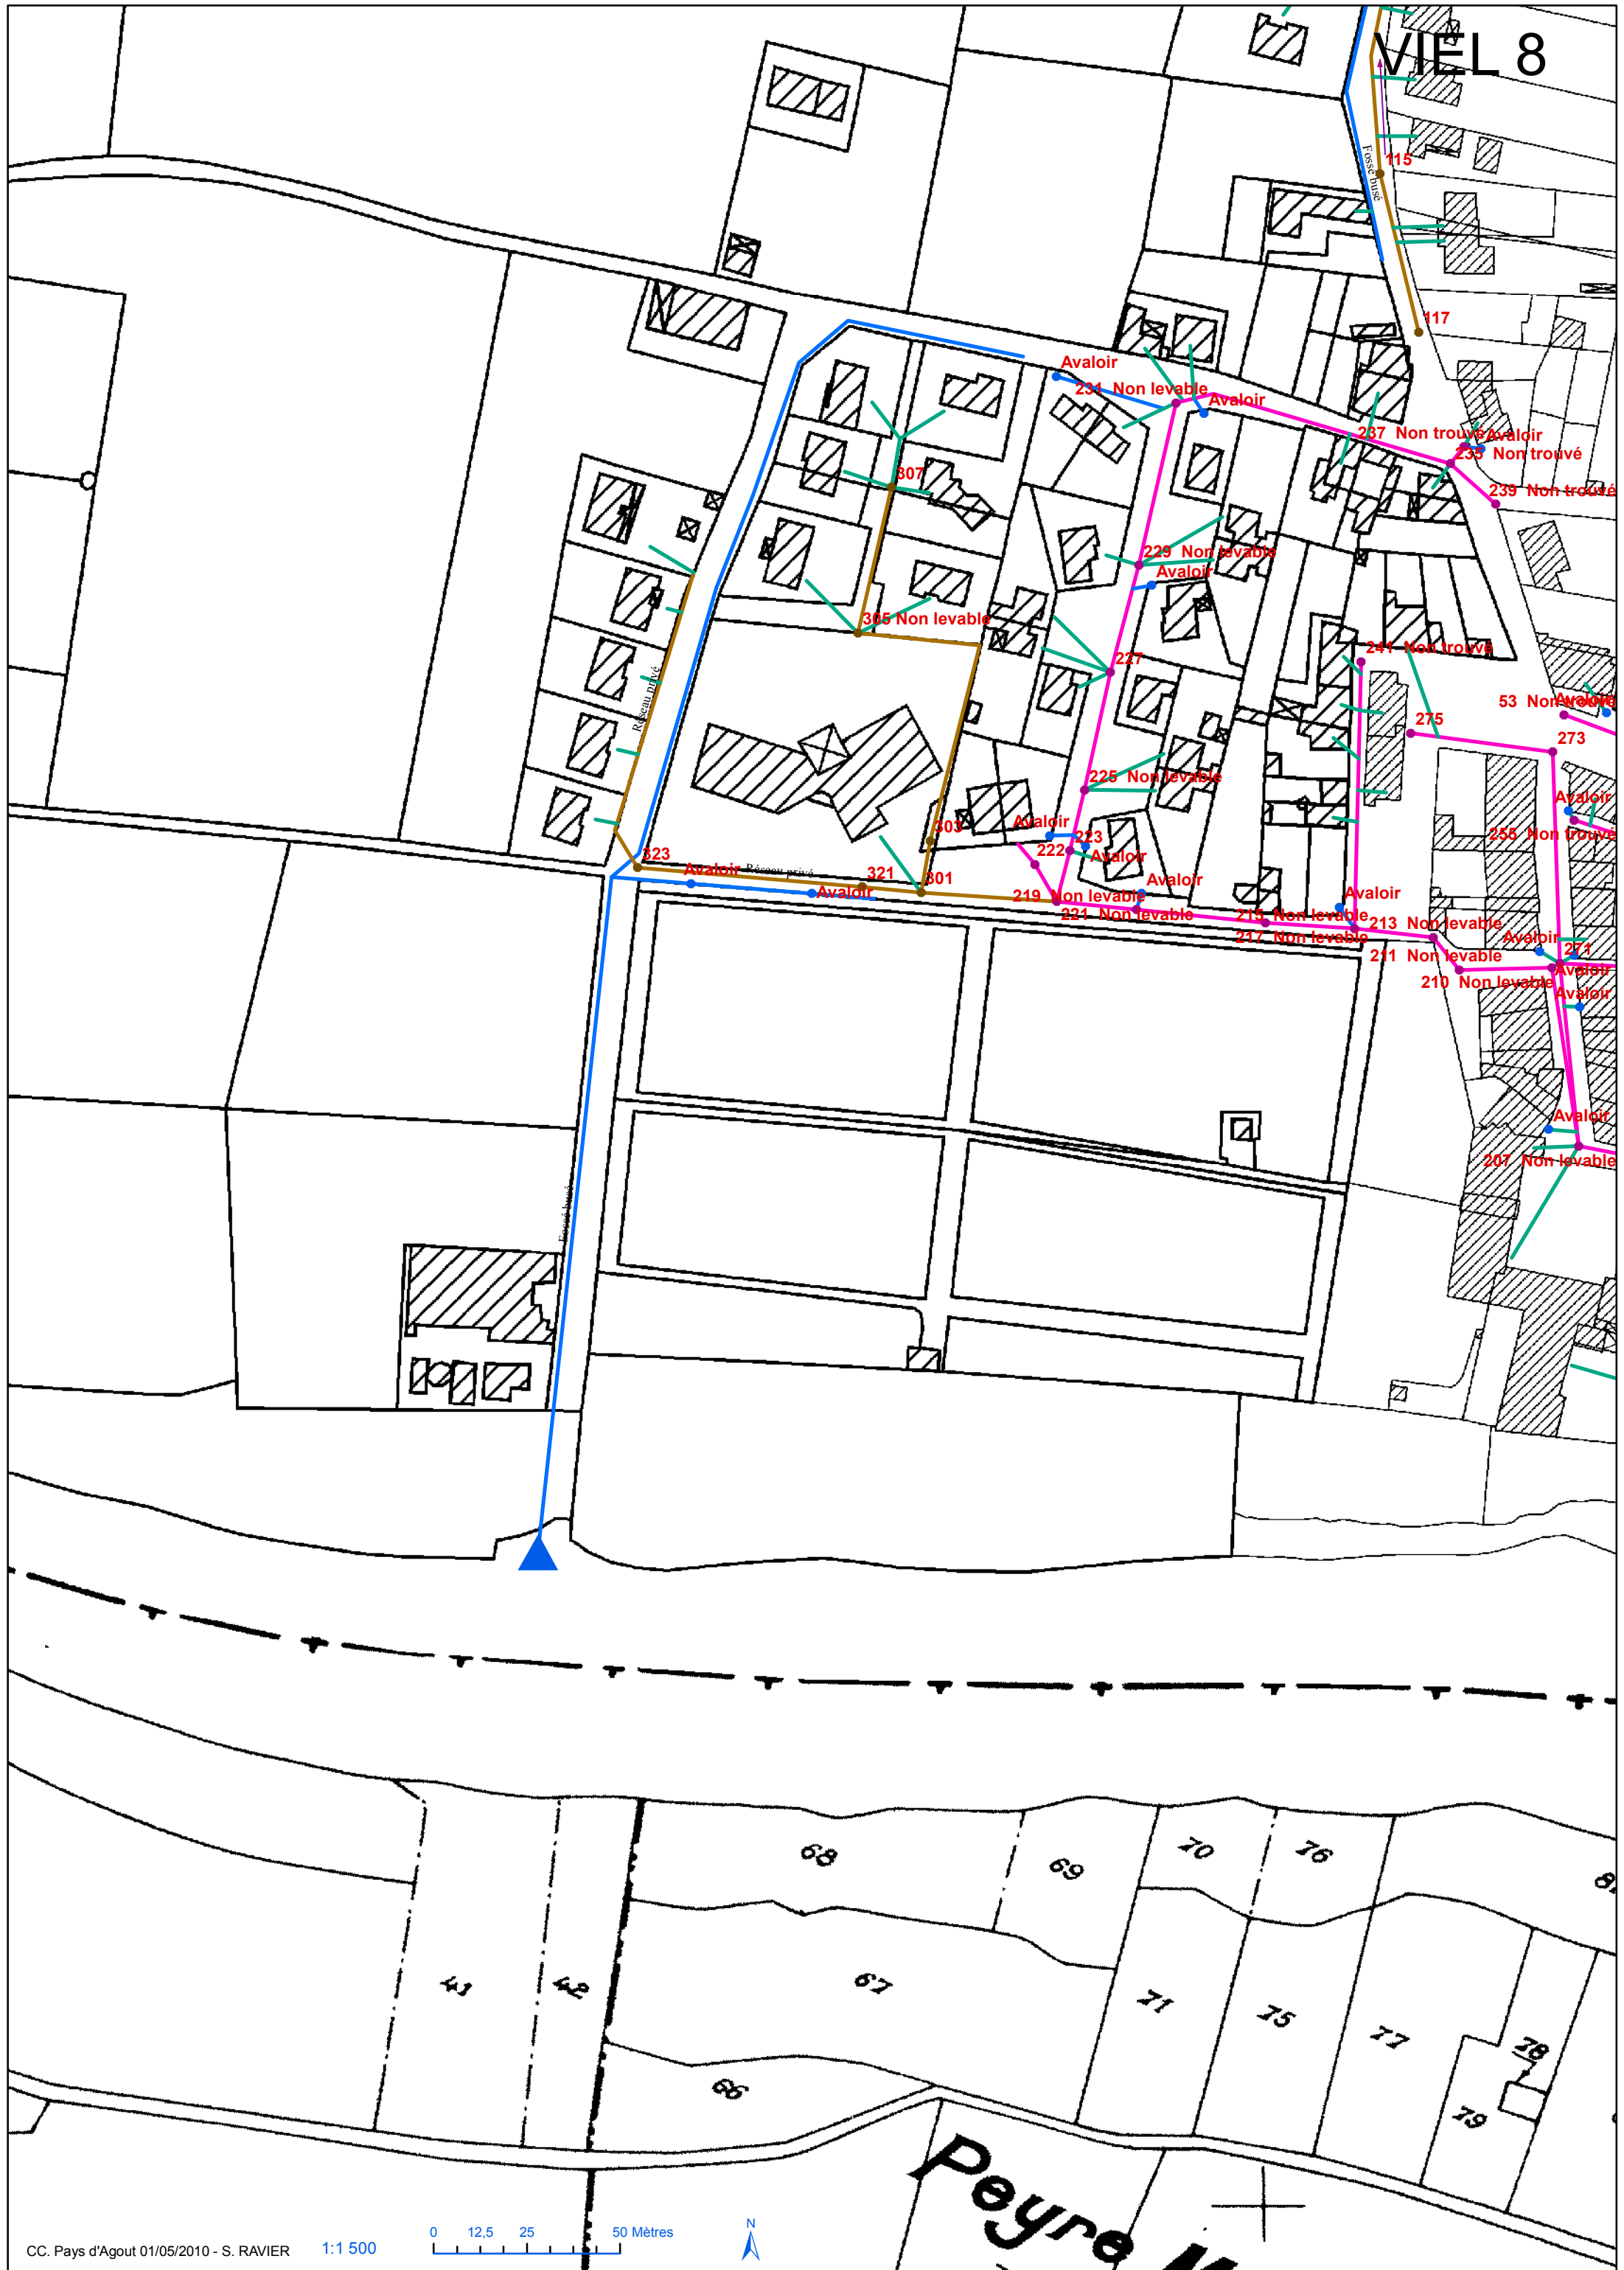 VIEL 8
Fossé busé
115
117
Avaloir
231 Non levable
Avaloir
237 Non trouvé
Avaloir
235 Non trouvé
307
239 Non trouvé
229 Non levable
Avaloir
305 Non levable
241 Non trouvé
227
Réseau privé
53 Non trouvé
Avaloir
275
273
225 Non levable
Avaloir
Avaloir
223
255 Non trouvé
303
222
Avaloir
323
Réseau privé
Avaloir
321
301
Avaloir
219 Non levable
Avaloir
Avaloir
221 Non levable
215 Non levable
213 Non levable
217 Non levable
Avaloir
271
211 Non levable
Avaloir
210 Non levable
Avaloir
Avaloir
207 Non levable
Fossé busé
68
69
70
76
41
42
67
71
75
77
78
66
79
Peyre
CC. Pays d'Agout 01/05/2010 - S. RAVIER
1:1 500
0 12,5 25 50 Mètres
N